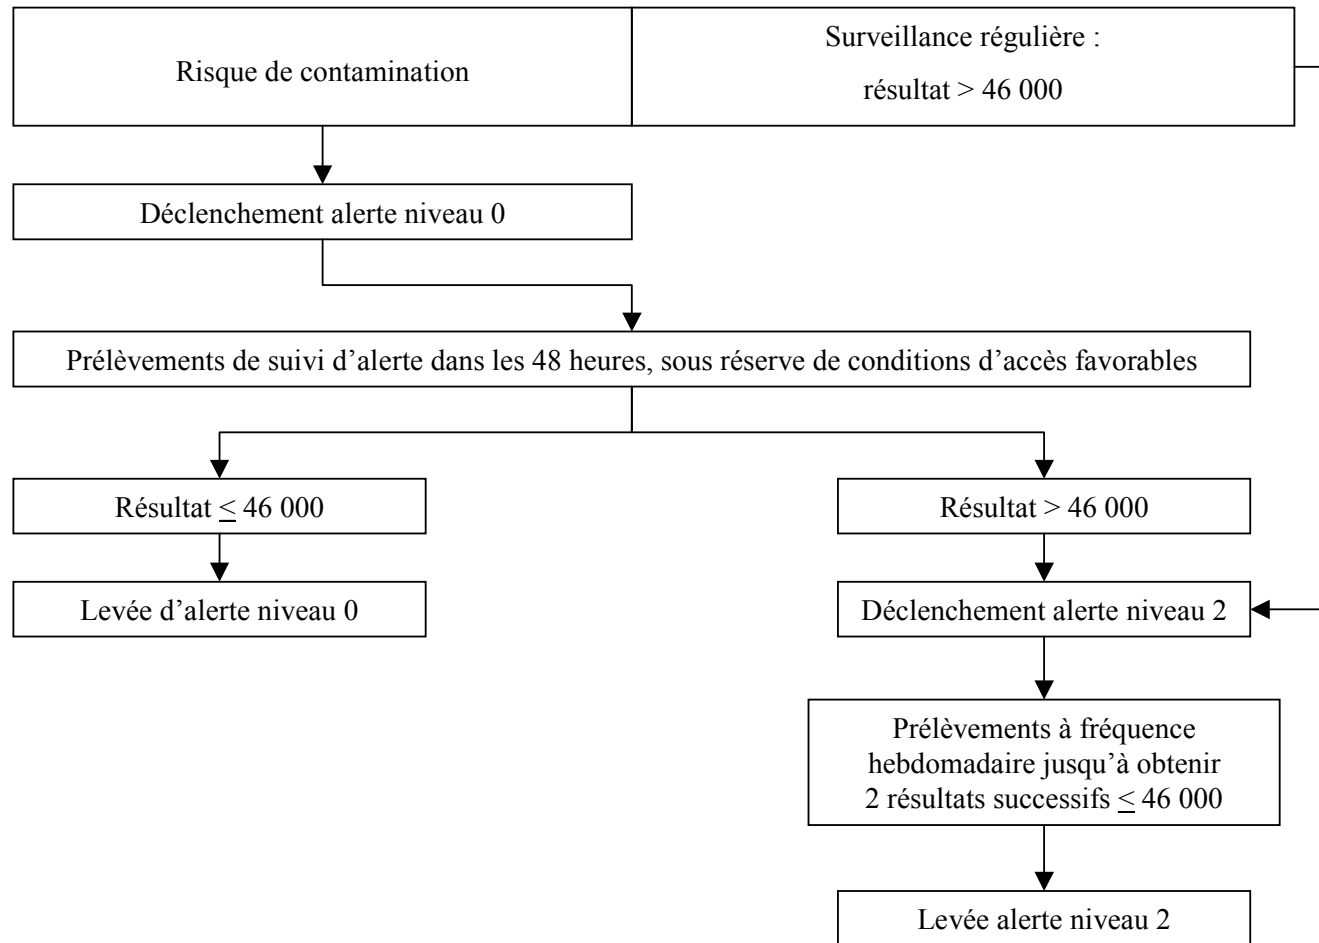 Risque de contamination
Surveillance régulière :
résultat > 46 000
Déclenchement alerte niveau 0
Prélèvements de suivi d’alerte dans les 48 heures, sous réserve de conditions d’accès favorables
Résultat ≤ 46 000
Résultat > 46 000
Levée d’alerte niveau 0
Déclenchement alerte niveau 2
Prélèvements à fréquence
hebdomadaire jusqu’à obtenir
2 résultats successifs ≤ 46 000
Levée alerte niveau 2